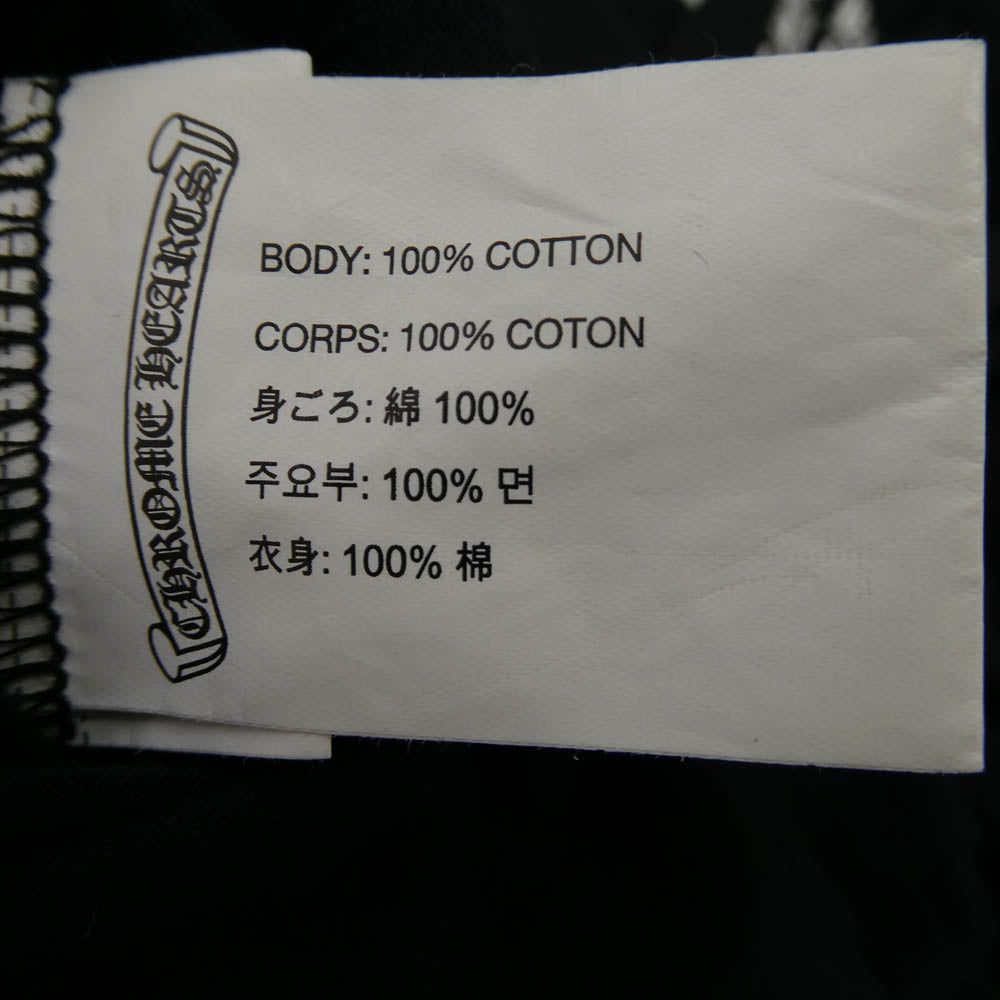 CHROME HEARTS
BODY: 100% COTTON
CORPS: 100% COTON
身ごろ: 綿 100%
주요부: 100% 면
衣身: 100% 棉